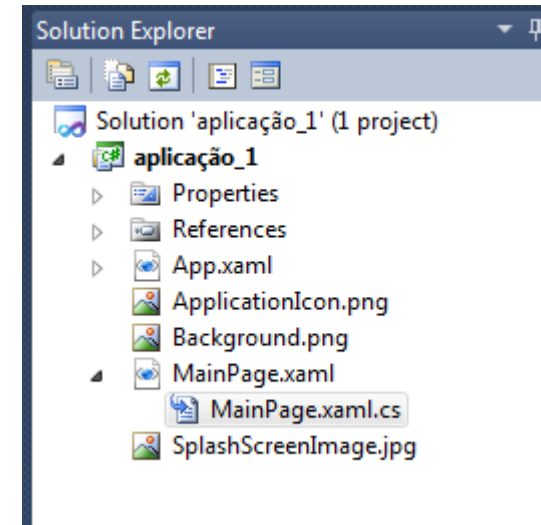 Solution Explorer
Solution 'aplicação_1' (1 project)
aplicação_1
Properties
References
App.xaml
ApplicationIcon.png
Background.png
MainPage.xaml
MainPage.xaml.cs
SplashScreenImage.jpg